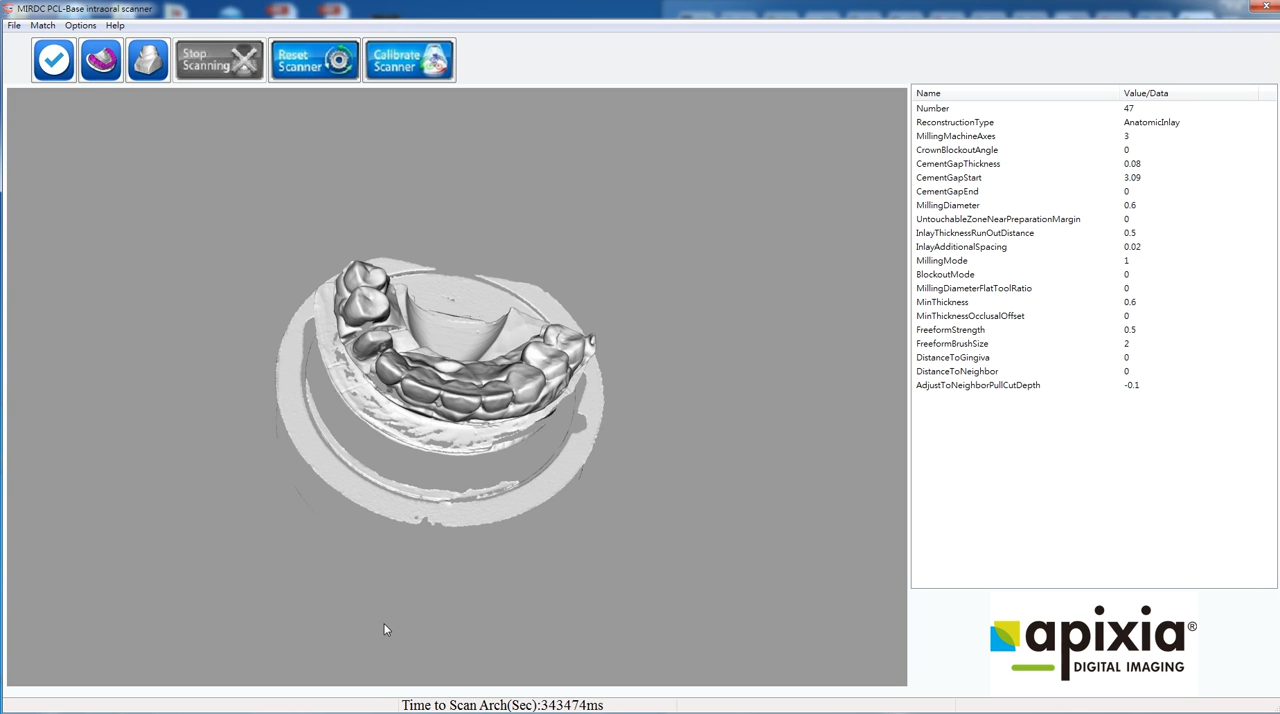 MIRDC PCL-Base intraoral scanner
File Match Options Help
Stop Scanning
Reset Scanner
Calibrate Scanner
Name Value/Data
Number 47
ReconstructionType AnatomicInlay
MillingMachineAxes 3
CrownBlockoutAngle 0
CementGapThickness 0.08
CementGapStart 3.09
CementGapEnd 0
MillingDiameter 0.6
UntouchableZoneNearPreparationMargin 0
InlayThicknessRunOutDistance 0.5
InlayAdditionalSpacing 0.02
MillingMode 1
BlockoutMode 0
MillingDiameterFlatToolRatio 0
MinThickness 0.6
MinThicknessOcclusalOffset 0
FreeformStrength 0.5
FreeformBrushSize 2
DistanceToGingiva 0
DistanceToNeighbor 0
AdjustToNeighborPullCutDepth -0.1
apixia®
DIGITAL IMAGING
Time to Scan Arch(Sec):343474ms